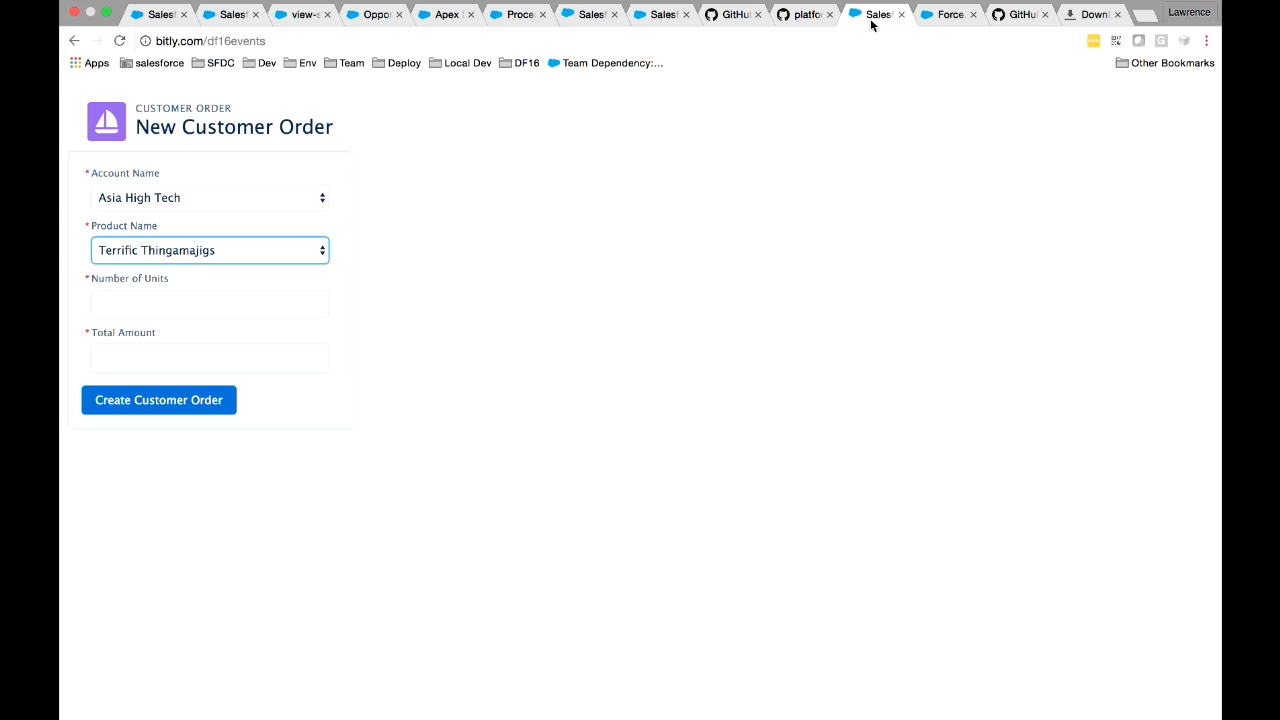 Salesf Salesf view-s Oppor Apex Proce Salesf Salesf GitHu platfo Salesf Force GitHu Downl Lawrence
bitly.com/df16events
Apps salesforce SFDC Dev Env Team Deploy Local Dev DF16 Team Dependency:... Other Bookmarks
CUSTOMER ORDER
New Customer Order
*Account Name
Asia High Tech
*Product Name
Terrific Thingamajigs
*Number of Units
*Total Amount
Create Customer Order